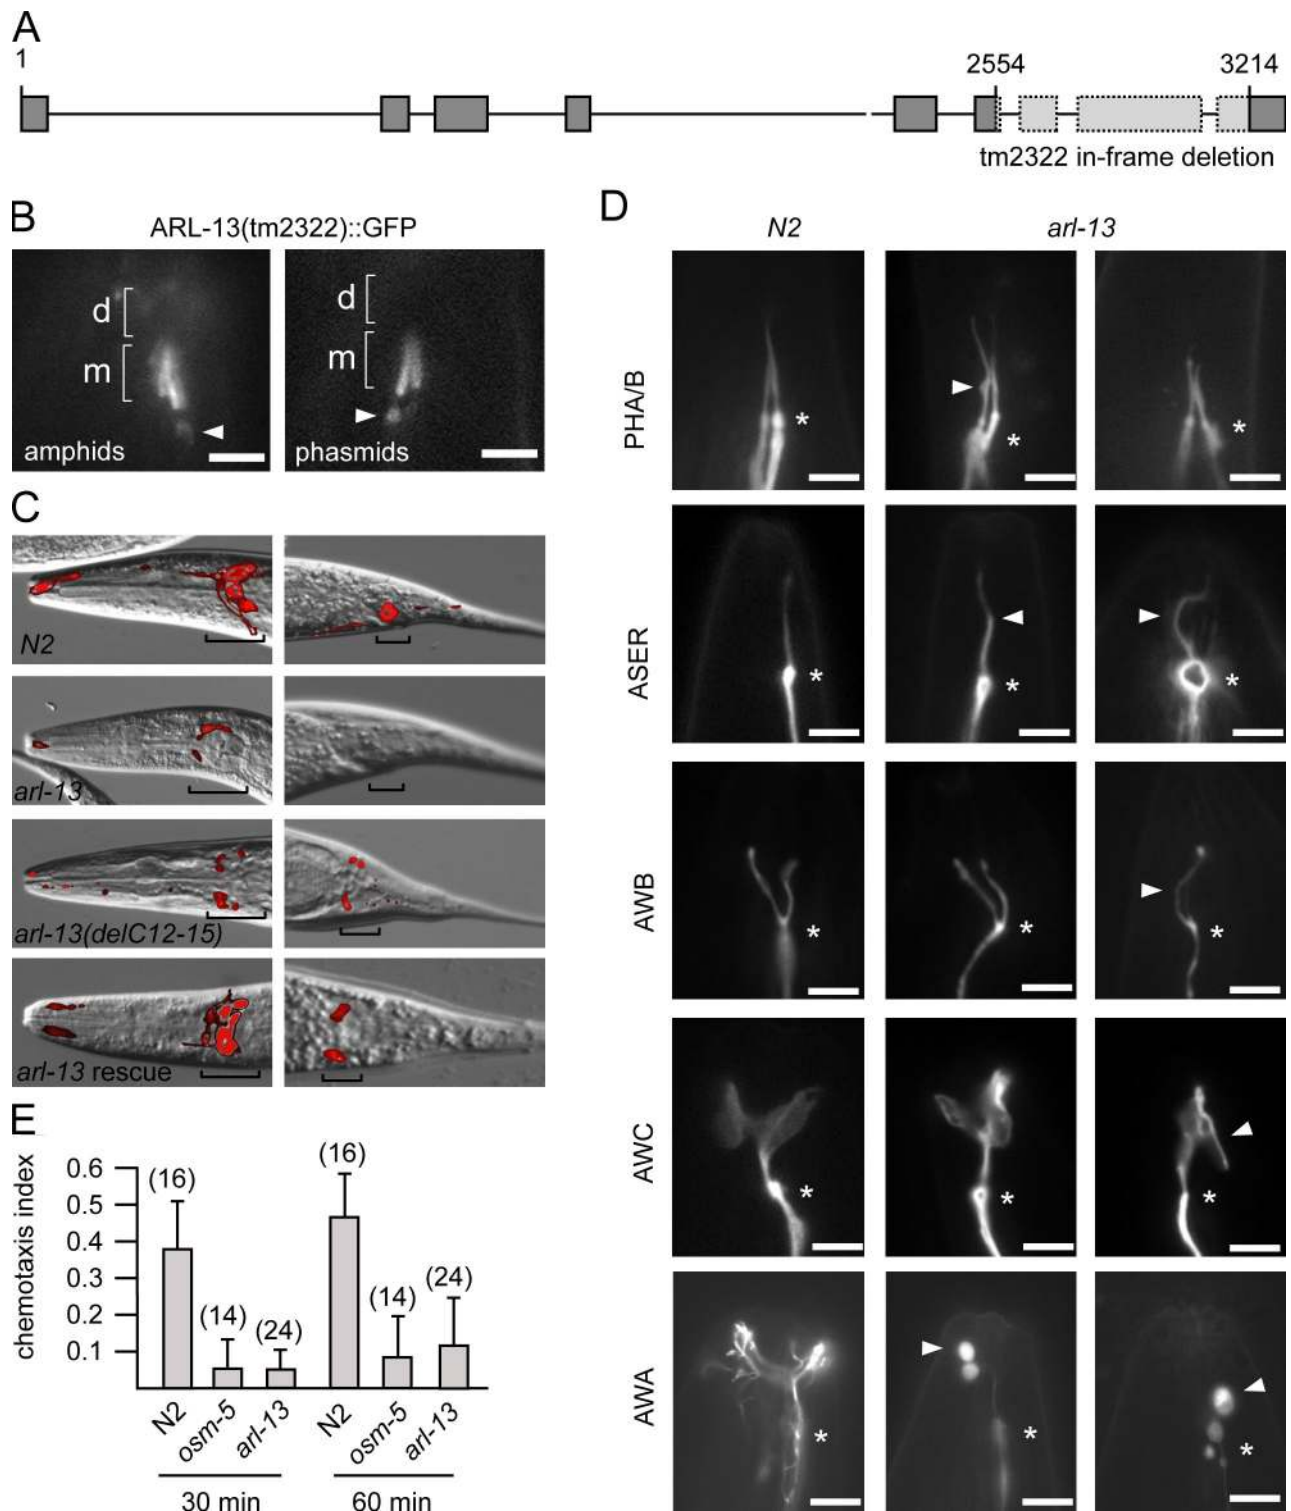 A
1
2554
3214
tm2322 in-frame deletion
B
ARL-13(tm2322)::GFP
d
m
amphids
d
m
phasmids
C
N2
arl-13
arl-13(delC12-15)
arl-13 rescue
D
N2
arl-13
PHA/B
*
*
*
ASER
*
*
*
AWB
*
*
*
AWC
*
*
*
AWA
*
*
*
E
chemotaxis index
0.6
0.5
0.4
0.3
0.2
0.1
(16)
(14)
(24)
(16)
(14)
(24)
N2
osm-5
arl-13
N2
osm-5
arl-13
30 min
60 min